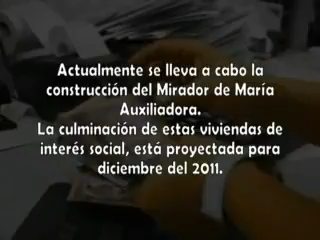 Actualmente se lleva a cabo la
construcción del Mirador de María
Auxiliadora.
La culminación de estas viviendas de
interés social, está proyectada para
diciembre del 2011.